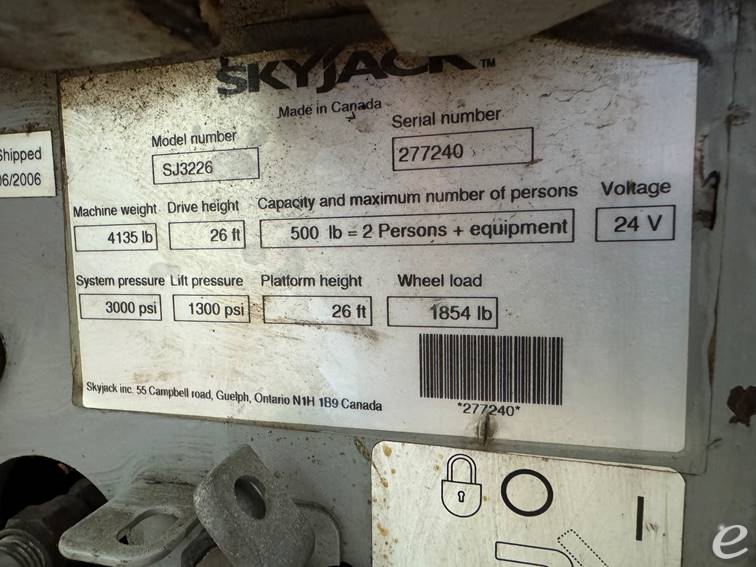 SKYJACK™
Made in Canada
Model number
SJ3226
Serial number
277240
Shipped
06/2006
Machine weight
4135 lb
Drive height
26 ft
Capacity and maximum number of persons
500 lb = 2 Persons + equipment
Voltage
24 V
System pressure
3000 psi
Lift pressure
1300 psi
Platform height
26 ft
Wheel load
1854 lb
*277240*
Skyjack inc. 55 Campbell road, Guelph, Ontario N1H 1B9 Canada
e